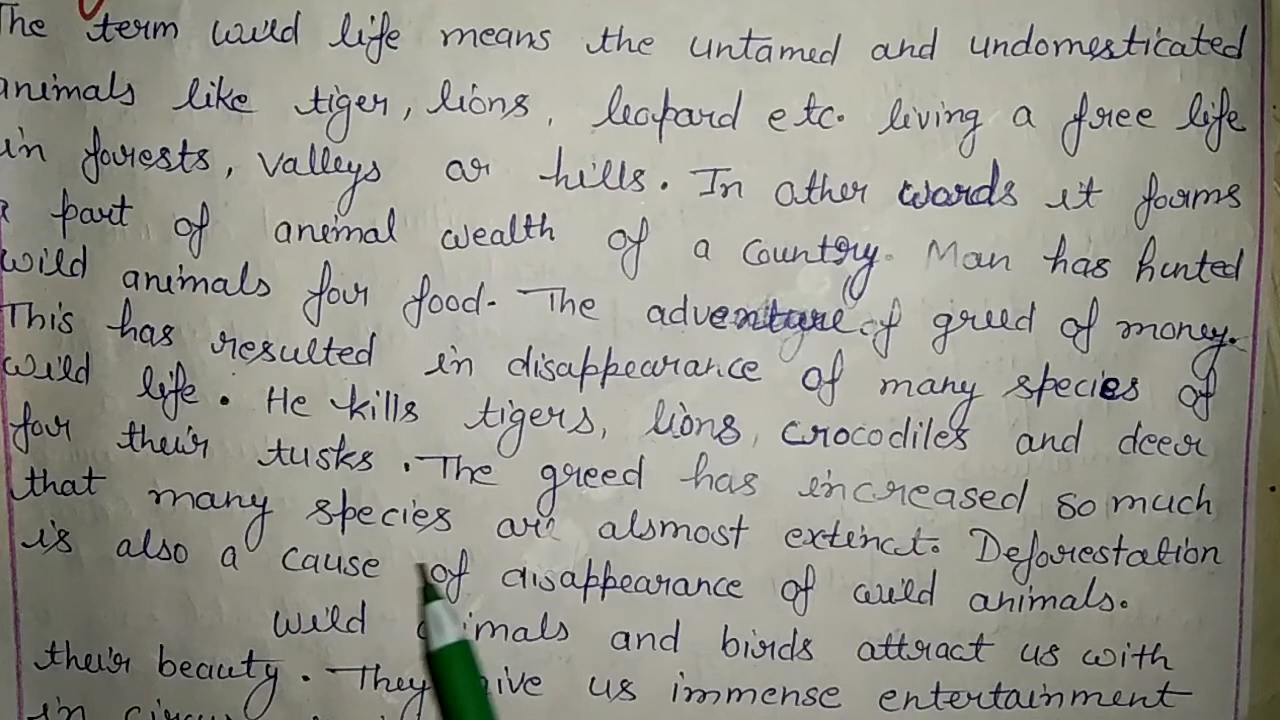 The term wild life means the untamed and undomesticated
animals like tiger, lions, leopard etc. living a free life
in forests, valleys or hills. In other words it forms
a part of animal wealth of a country. Man has hunted
wild animals for food. The adventure of greed of money.
This has resulted in disappearance of many species of
wild life. He kills tigers, lions, crocodiles and deer
for their tusks. The greed has increased so much
that many species are alsmost extinct. Deforestation
is also a cause of disappearance of wild animals.
wild animals and birds attract us with
their beauty. They give us immense entertainment
in